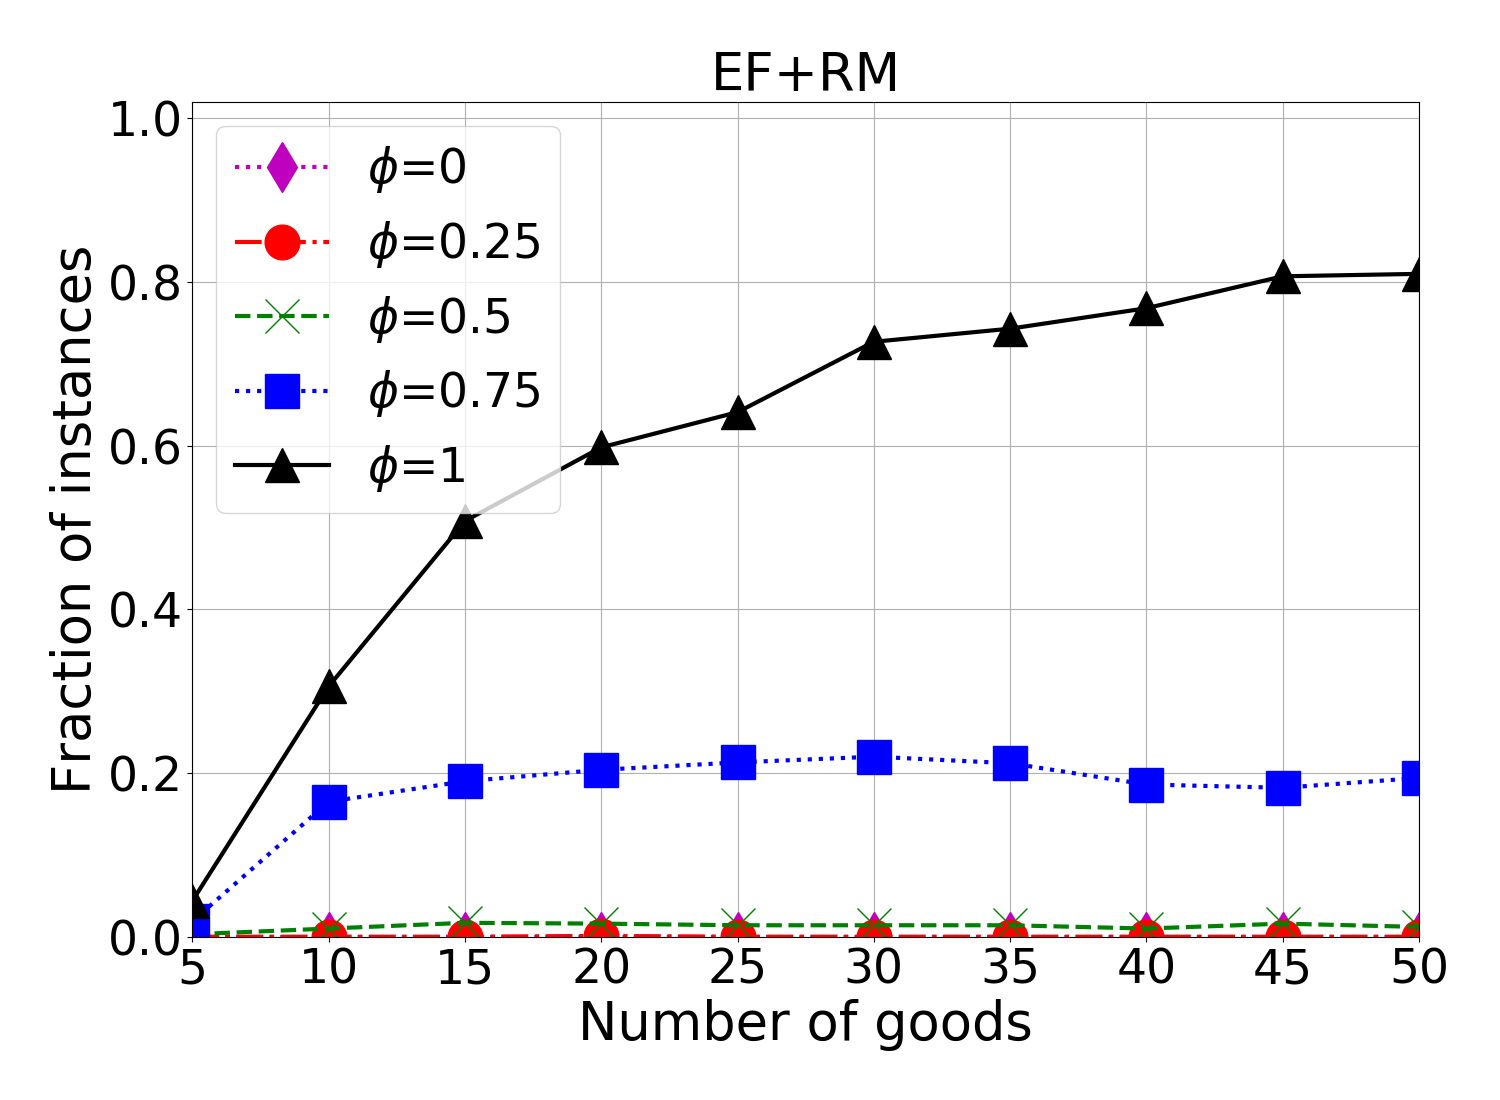 EF+RM
1.0
0.8
0.6
0.4
0.2
0.0
Fraction of instances
ϕ=0
ϕ=0.25
ϕ=0.5
ϕ=0.75
ϕ=1
5 10 15 20 25 30 35 40 45 50
Number of goods